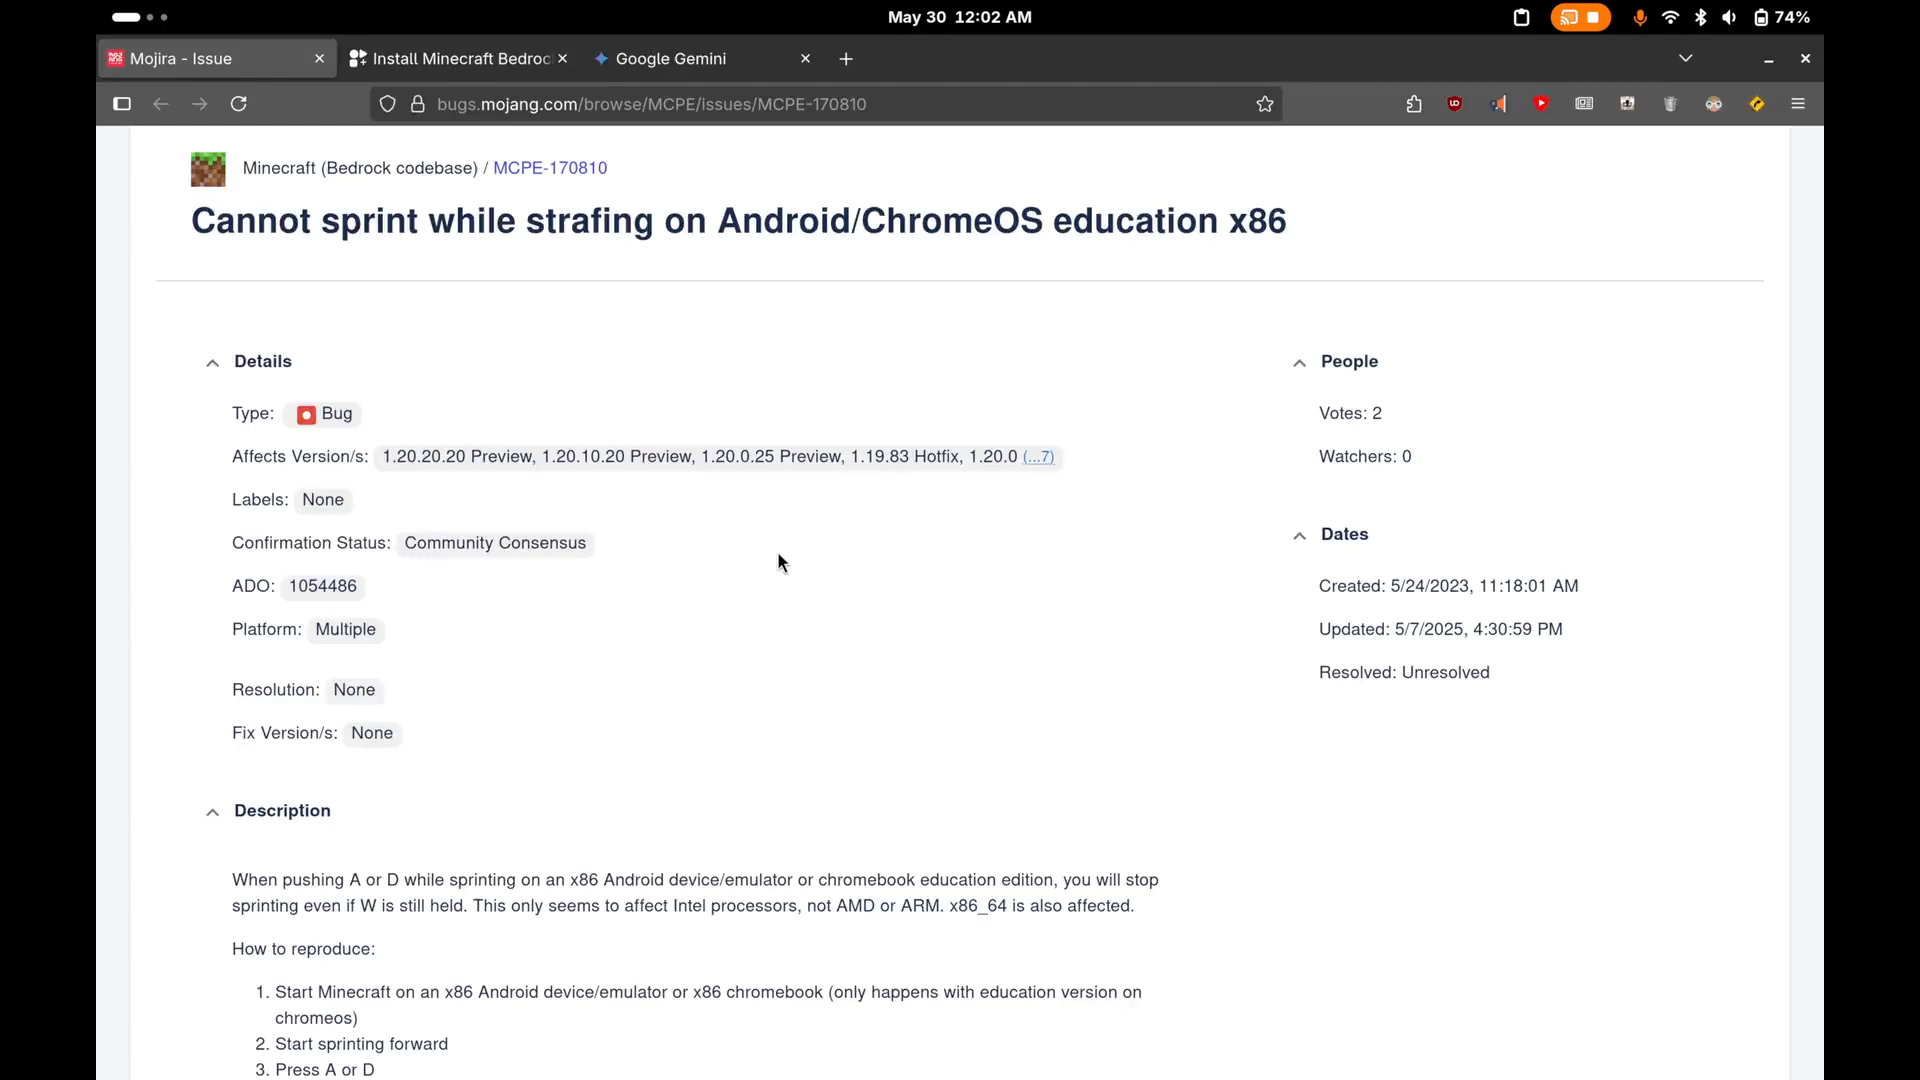 May 30 12:02 AM
74%
Mojira - Issue
Install Minecraft Bedroc
Google Gemini
bugs.mojang.com/browse/MCPE/issues/MCPE-170810
Minecraft (Bedrock codebase) / MCPE-170810
Cannot sprint while strafing on Android/ChromeOS education x86
Details
Type: Bug
Affects Version/s: 1.20.20.20 Preview, 1.20.10.20 Preview, 1.20.0.25 Preview, 1.19.83 Hotfix, 1.20.0 (...7)
Labels: None
Confirmation Status: Community Consensus
ADO: 1054486
Platform: Multiple
Resolution: None
Fix Version/s: None
People
Votes: 2
Watchers: 0
Dates
Created: 5/24/2023, 11:18:01 AM
Updated: 5/7/2025, 4:30:59 PM
Resolved: Unresolved
Description
When pushing A or D while sprinting on an x86 Android device/emulator or chromebook education edition, you will stop
sprinting even if W is still held. This only seems to affect Intel processors, not AMD or ARM. x86_64 is also affected.
How to reproduce:
1. Start Minecraft on an x86 Android device/emulator or x86 chromebook (only happens with education version on
chromeos)
2. Start sprinting forward
3. Press A or D